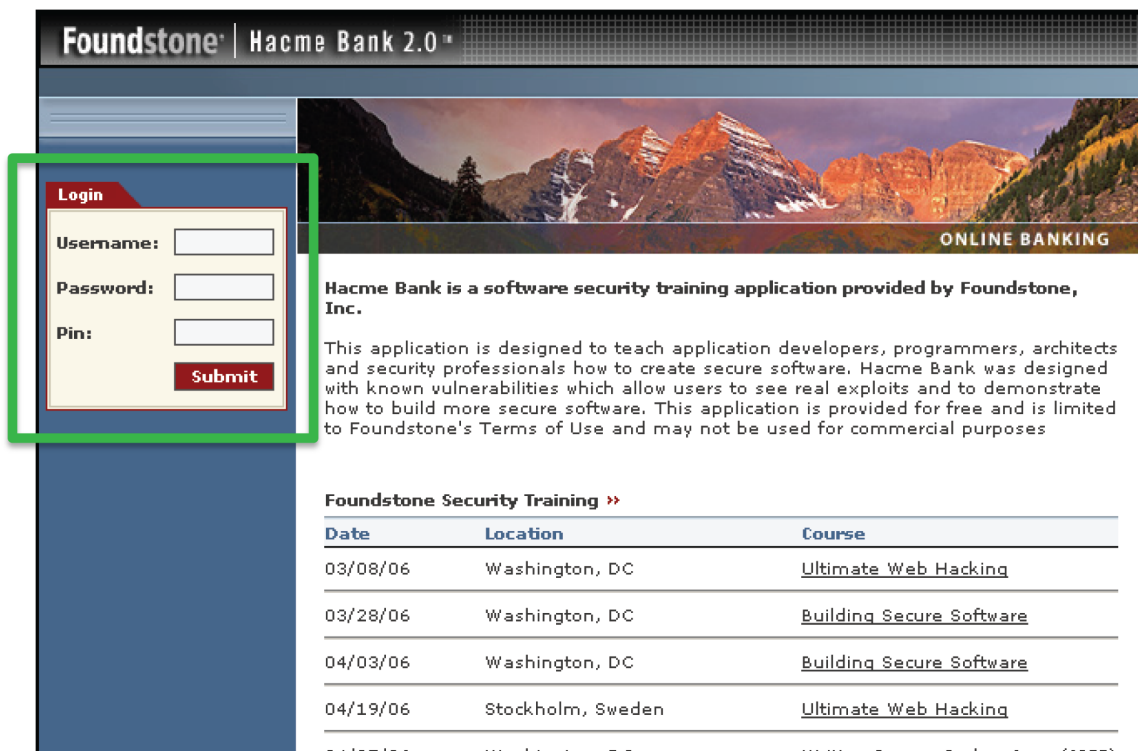 Foundstone | Hacme Bank 2.0™
Login
Username:
Password:
Pin:
Submit
ONLINE BANKING
Hacme Bank is a software security training application provided by Foundstone,
Inc.
This application is designed to teach application developers, programmers, architects
and security professionals how to create secure software. Hacme Bank was designed
with known vulnerabilities which allow users to see real exploits and to demonstrate
how to build more secure software. This application is provided for free and is limited
to Foundstone's Terms of Use and may not be used for commercial purposes
Foundstone Security Training »
Date Location Course
03/08/06 Washington, DC Ultimate Web Hacking
03/28/06 Washington, DC Building Secure Software
04/03/06 Washington, DC Building Secure Software
04/19/06 Stockholm, Sweden Ultimate Web Hacking